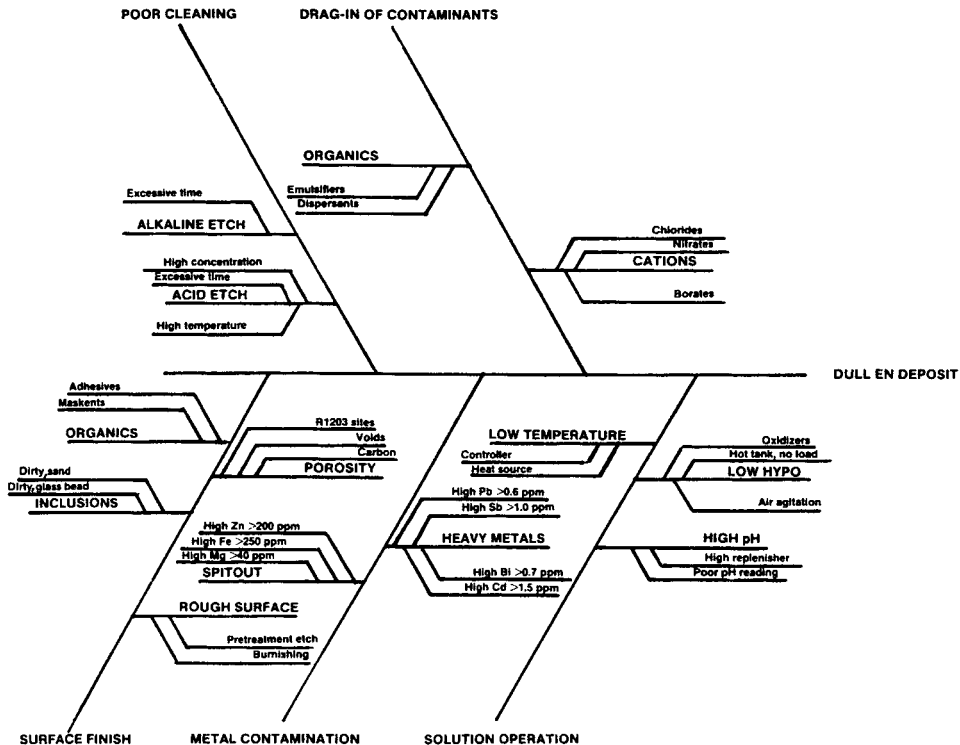 POOR CLEANING
DRAG-IN OF CONTAMINANTS
ORGANICS
Emulsifiers
Dispersants
Excessive time
ALKALINE ETCH
High concentration
Excessive time
ACID ETCH
High temperature
Chlorides
Nitrates
CATIONS
Borates
DULL EN DEPOSIT
Adhesives
Maskents
ORGANICS
R1203 sites
Voids
Carbon
POROSITY
Dirty, sand
Dirty, glass bead
INCLUSIONS
LOW TEMPERATURE
Controller
Heat source
Oxidizers
Hot tank, no load
LOW HYPO
Air agitation
High Zn >200 ppm
High Fe >250 ppm
High Mg >40 ppm
SPITOUT
High Pb >0.6 ppm
High Sb >1.0 ppm
HEAVY METALS
High Bi >0.7 ppm
High Cd >1.5 ppm
HIGH pH
High replenisher
Poor pH reading
ROUGH SURFACE
Pretreatment etch
Burnishing
SURFACE FINISH
METAL CONTAMINATION
SOLUTION OPERATION